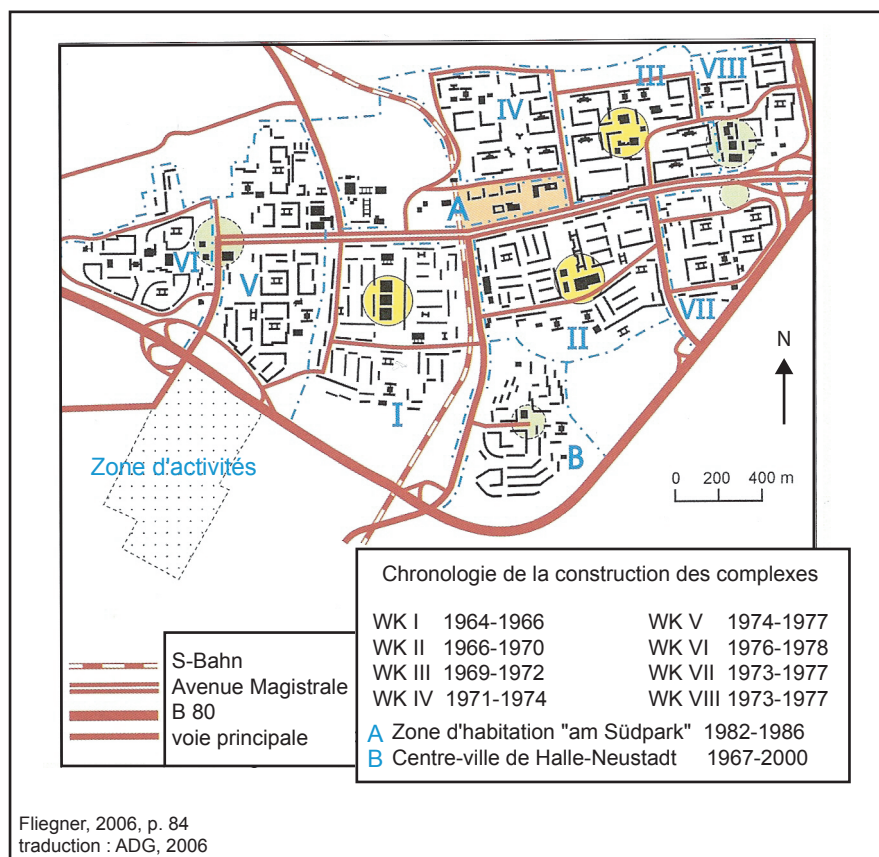 III
VIII
IV
A
VI
V
VII
II
N
I
B
Zone d'activités
0 200 400 m
Chronologie de la construction des complexes
WK I 1964-1966
WK II 1966-1970
WK III 1969-1972
WK IV 1971-1974
WK V 1974-1977
WK VI 1976-1978
WK VII 1973-1977
WK VIII 1973-1977
A Zone d'habitation "am Südpark" 1982-1986
B Centre-ville de Halle-Neustadt 1967-2000
S-Bahn
Avenue Magistrale
B 80
voie principale
Fliegner, 2006, p. 84
traduction : ADG, 2006